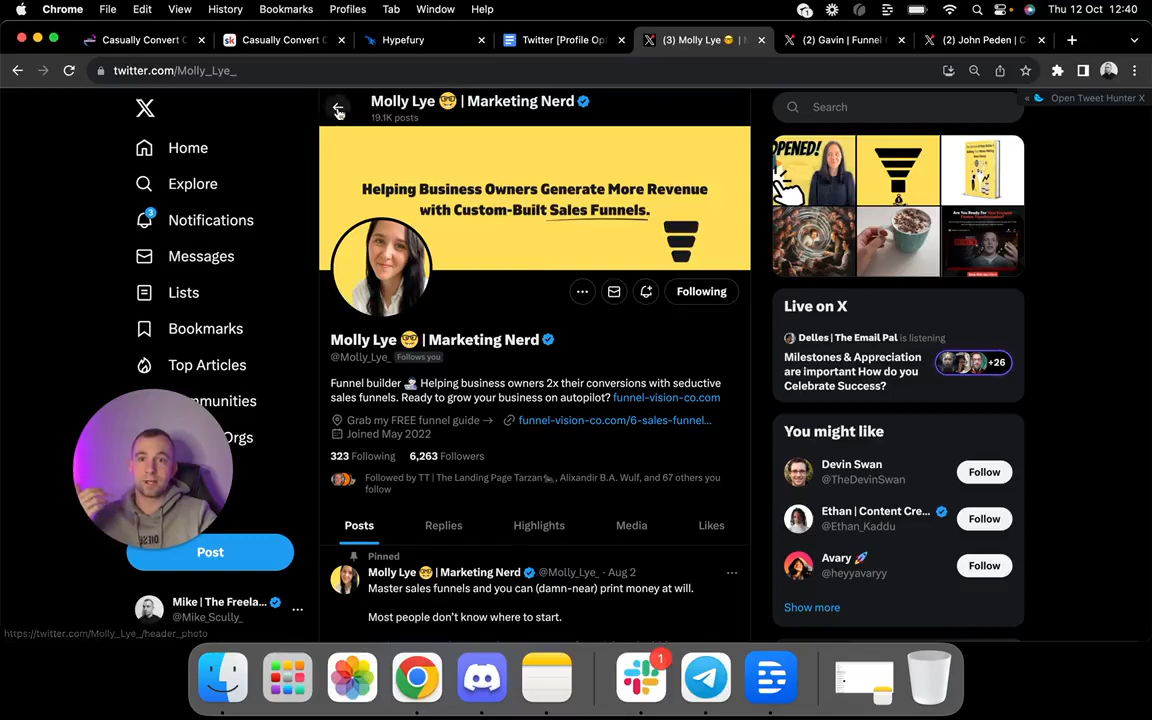 Chrome File Edit View History Bookmarks Profiles Tab Window Help
1
Thu 12 Oct 12:40
Casually Convert C
Casually Convert C
Hypefury
Twitter [Profile Op
(3) Molly Lye 🤓 |
(2) Gavin | Funnel
(2) John Peden | C
twitter.com/Molly_Lye_
« Open Tweet Hunter X
Molly Lye 🤓 | Marketing Nerd
19.1K posts
Helping Business Owners Generate More Revenue
with Custom-Built Sales Funnels.
Following
Molly Lye 🤓 | Marketing Nerd
@Molly_Lye_ Follows you
Funnel builder 👩🏻‍🔬 Helping business owners 2x their conversions with seductive
sales funnels. Ready to grow your business on autopilot? funnel-vision-co.com
Grab my FREE funnel guide → funnel-vision-co.com/6-sales-funnel...
Joined May 2022
323 Following 6,263 Followers
Followed by TT | The Landing Page Tarzan, Alixandir B.A. Wulf, and 67 others you
follow
Posts Replies Highlights Media Likes
Pinned
Molly Lye 🤓 | Marketing Nerd @Molly_Lye_ · Aug 2
Master sales funnels and you can (damn-near) print money at will.
Most people don't know where to start.
Home
Explore
3
Notifications
Messages
Lists
Bookmarks
Top Articles
mmunities
Orgs
DIESE
Post
Mike | The Freela...
@Mike_Scully_
https://twitter.com/Molly_Lye_/header_photo
Search
OPENED!
Live on X
Delles | The Email Pal is listening
Milestones & Appreciation
are important How do you
Celebrate Success?
+26
You might like
Devin Swan
@TheDevinSwan
Follow
Ethan | Content Cre...
@Ethan_Kaddu
Follow
Avary 🚀
@heyyavaryy
Follow
Show more
1